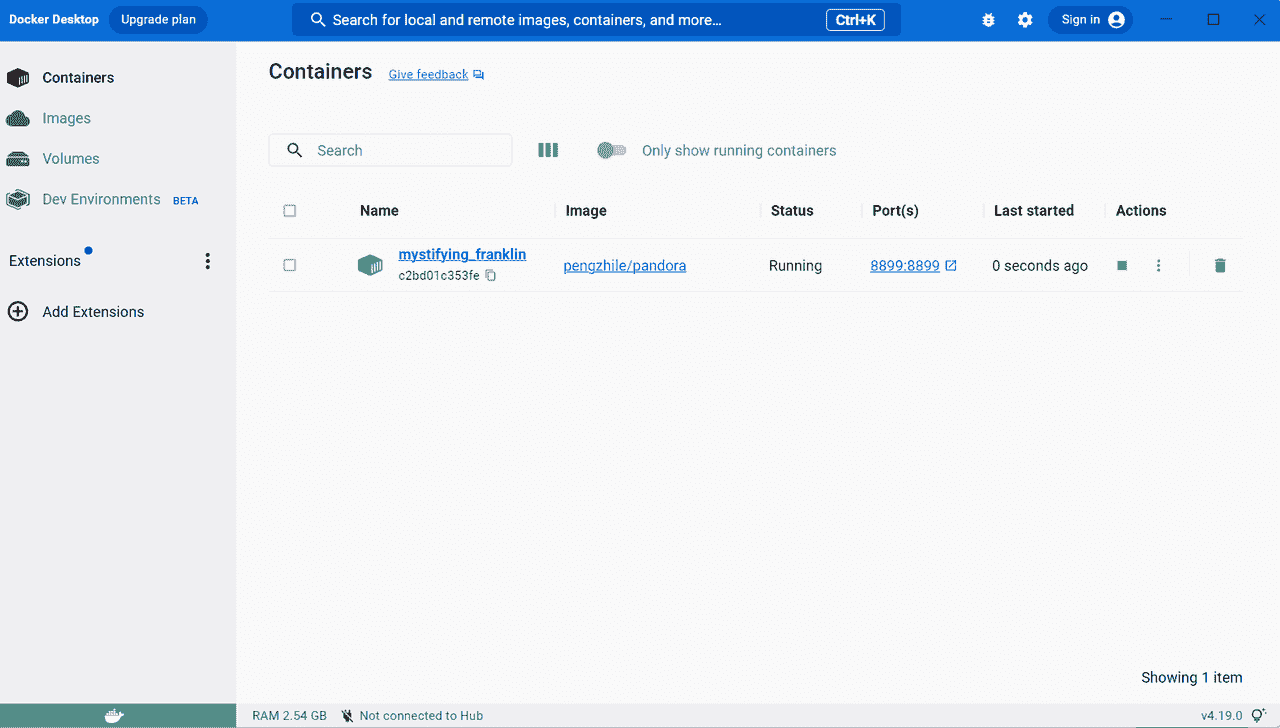 Docker Desktop Upgrade plan Search for local and remote images, containers, and more... Ctrl+K Sign in
Containers
Images
Volumes
Dev Environments BETA
Extensions
Add Extensions
Containers Give feedback
Search Only show running containers
Name Image Status Port(s) Last started Actions
mystifying_franklin pengzhile/pandora Running 8899:8899 0 seconds ago
c2bd01c353fe
Showing 1 item
RAM 2.54 GB Not connected to Hub v4.19.0